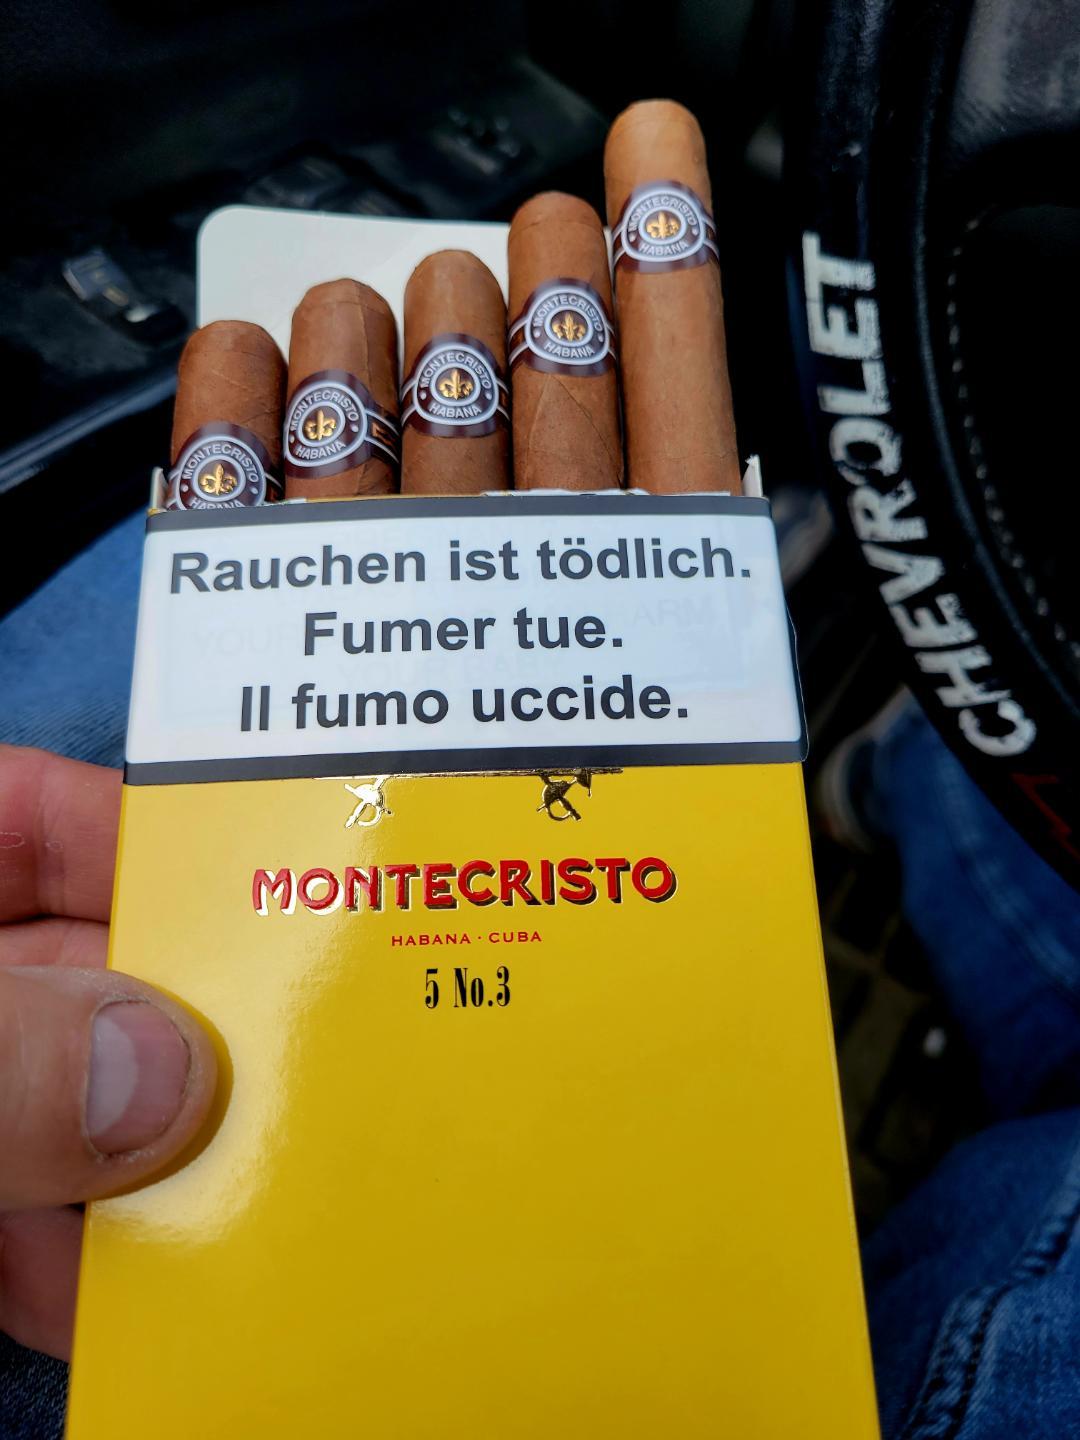 MONTECRISTO
HABANA
MONTECRISTO
HABANA
MONTECRISTO
HABANA
MONTECRISTO
HABANA
MONTECRISTO
HABANA
CHEVROLET
Rauchen ist tödlich.
Fumer tue.
Il fumo uccide.
MONTECRISTO
HABANA · CUBA
5 No.3